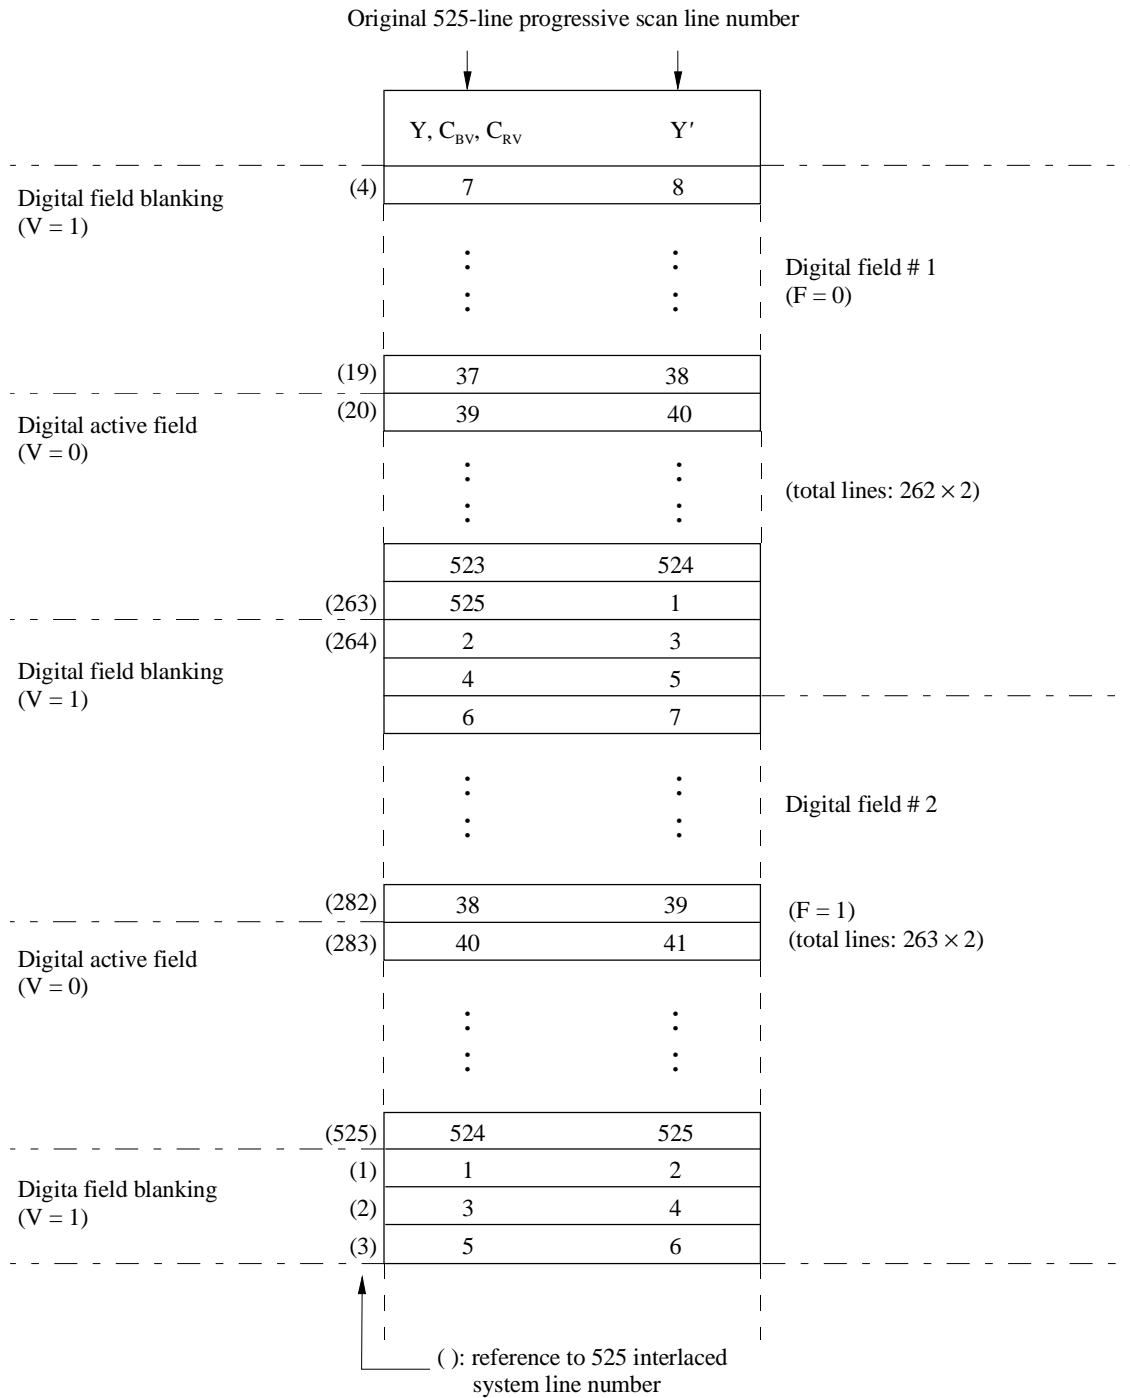 Original 525-line progressive scan line number
Y, C_BV, C_RV Y′
Digital field blanking
(V = 1)
(4) 7 8
Digital field # 1
(F = 0)
(19) 37 38
(20) 39 40
Digital active field
(V = 0)
(total lines: 262 × 2)
523 524
(263) 525 1
(264) 2 3
4 5
6 7
Digital field blanking
(V = 1)
Digital field # 2
(282) 38 39
(283) 40 41
(F = 1)
(total lines: 263 × 2)
Digital active field
(V = 0)
(525) 524 525
(1) 1 2
(2) 3 4
(3) 5 6
Digita field blanking
(V = 1)
( ): reference to 525 interlaced
system line number